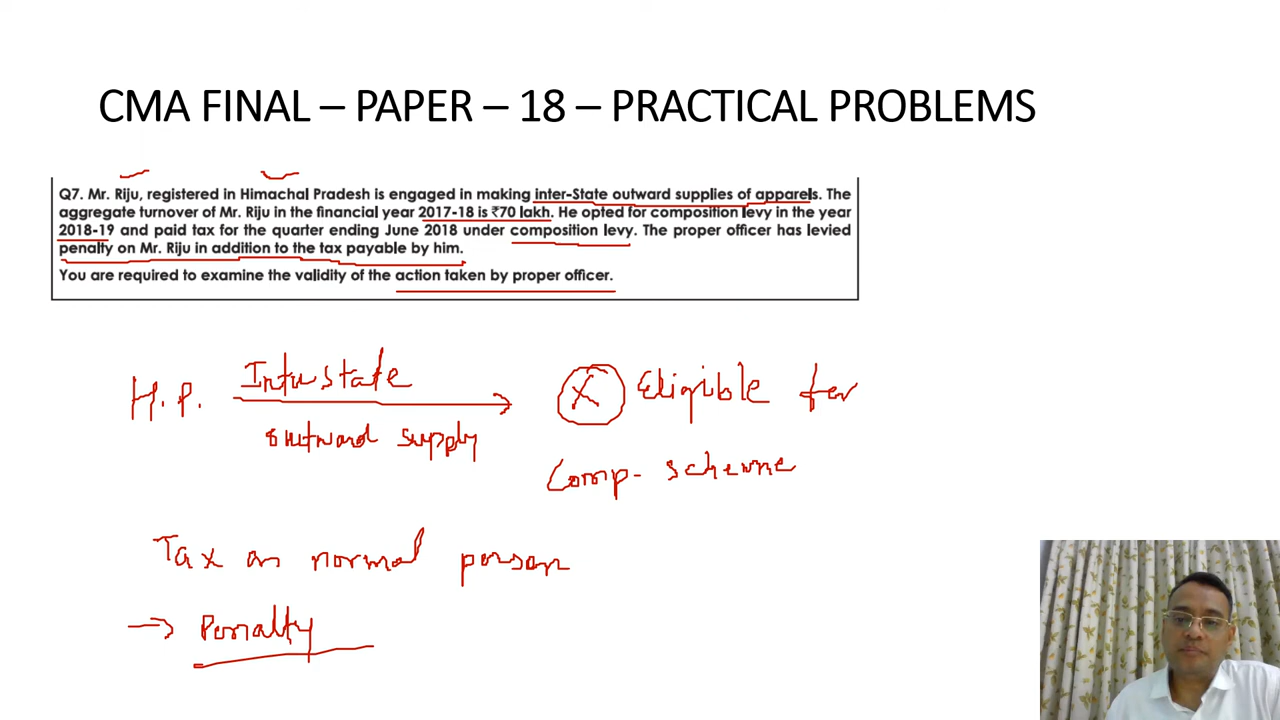 CMA FINAL – PAPER – 18 – PRACTICAL PROBLEMS
Q7. Mr. Riju, registered in Himachal Pradesh is engaged in making inter-State outward supplies of apparels. The
aggregate turnover of Mr. Riju in the financial year 2017-18 is ₹70 lakh. He opted for composition levy in the year
2018-19 and paid tax for the quarter ending June 2018 under composition levy. The proper officer has levied
penalty on Mr. Riju in addition to the tax payable by him.
You are required to examine the validity of the action taken by proper officer.
H.P. Interstate X Eligible for
outward supply
Comp. scheme
Tax as normal person
→ Penalty